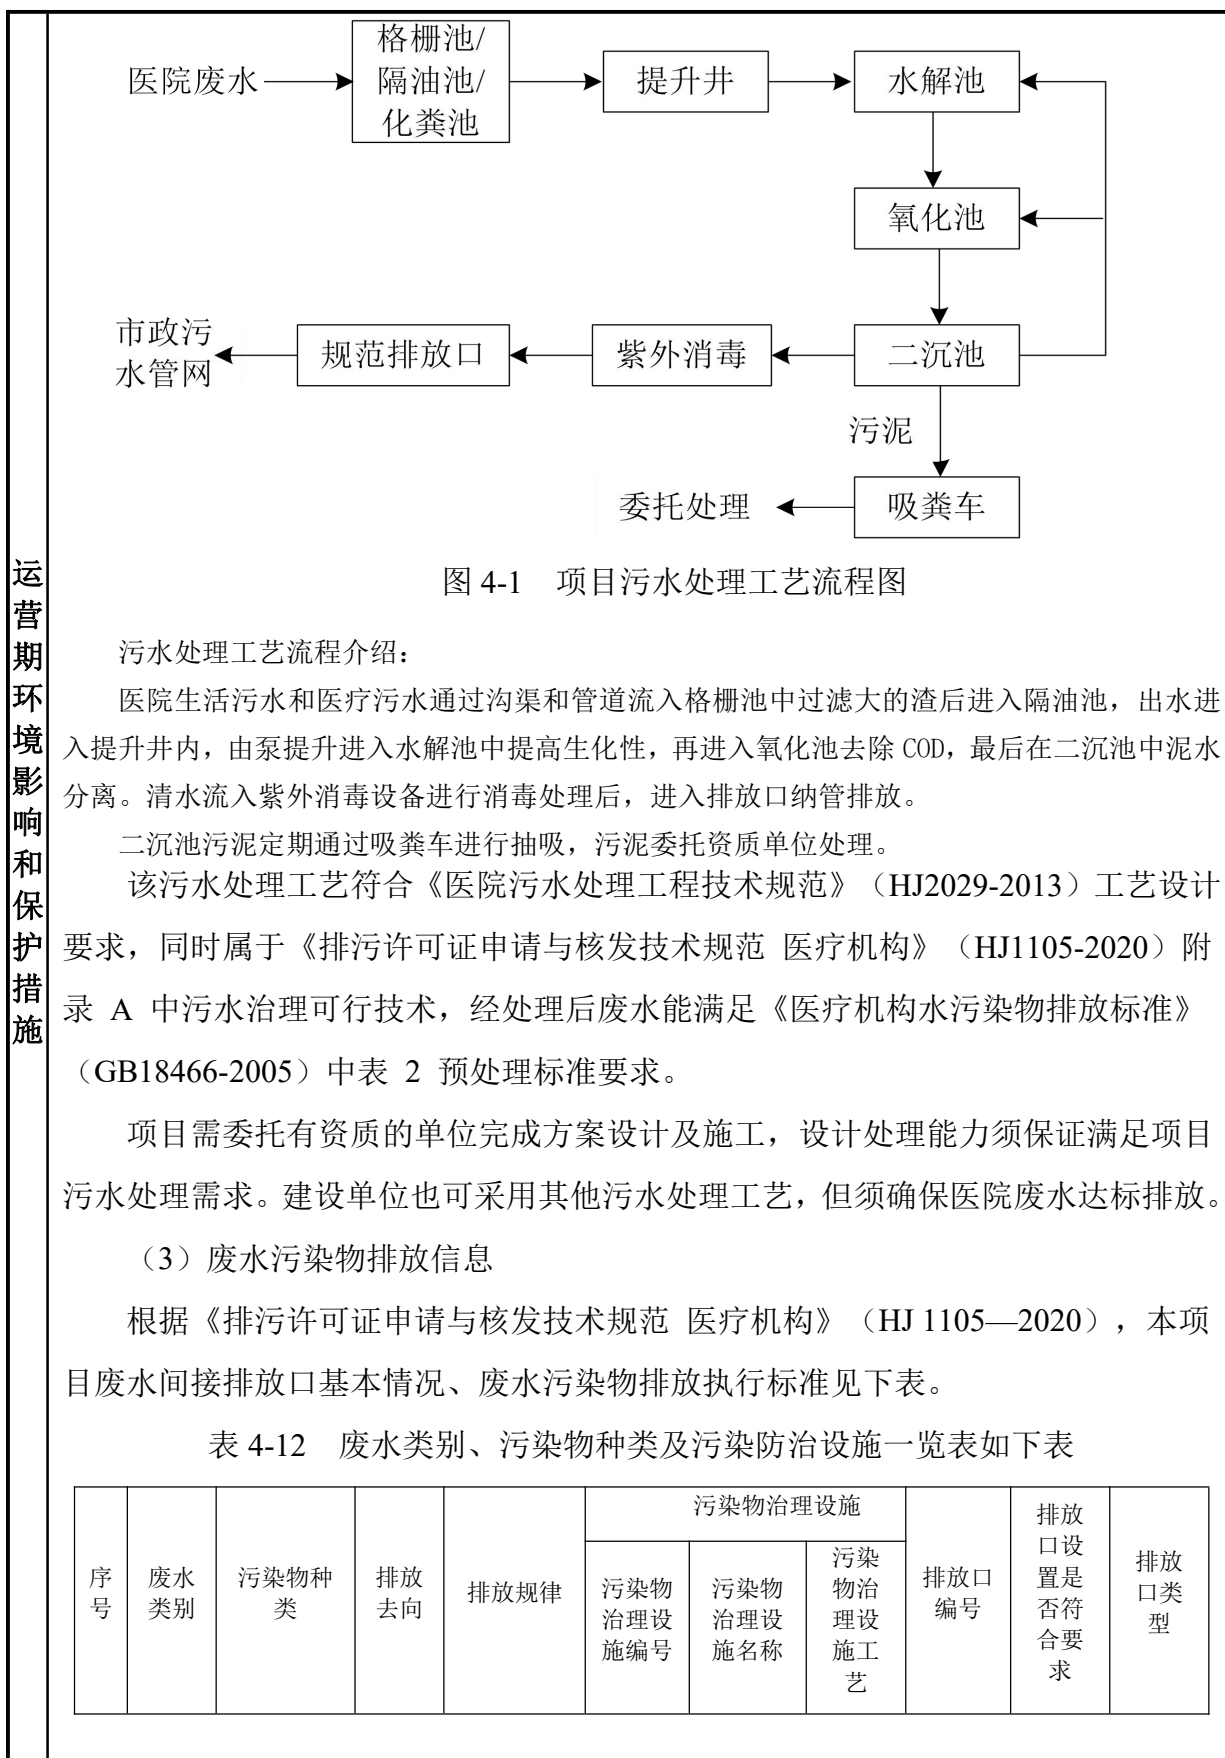 格栅池/
隔油池/
化粪池
医院废水
提升井
水解池
氧化池
市政污
水管网
规范排放口
紫外消毒
二沉池
污泥
委托处理
吸粪车
图 4-1 项目污水处理工艺流程图
运营期环境影响和保护措施
污水处理工艺流程介绍：
医院生活污水和医疗污水通过沟渠和管道流入格栅池中过滤大的渣后进入隔油池，出水进
入提升井内，由泵提升进入水解池中提高生化性，再进入氧化池去除 COD，最后在二沉池中泥水
分离。清水流入紫外消毒设备进行消毒处理后，进入排放口纳管排放。
二沉池污泥定期通过吸粪车进行抽吸，污泥委托资质单位处理。
该污水处理工艺符合《医院污水处理工程技术规范》（HJ2029-2013）工艺设计
要求，同时属于《排污许可证申请与核发技术规范 医疗机构》（HJ1105-2020）附
录 A 中污水治理可行技术，经处理后废水能满足《医疗机构水污染物排放标准》
（GB18466-2005）中表 2 预处理标准要求。
项目需委托有资质的单位完成方案设计及施工，设计处理能力须保证满足项目
污水处理需求。建设单位也可采用其他污水处理工艺，但须确保医院废水达标排放。
（3）废水污染物排放信息
根据《排污许可证申请与核发技术规范 医疗机构》（HJ 1105—2020），本项
目废水间接排放口基本情况、废水污染物排放执行标准见下表。
表 4-12 废水类别、污染物种类及污染防治设施一览表如下表
序
号
废水
类别
污染物种
类
排放
去向
排放规律
污染物治理设施
污染物
治理设
施编号
污染物
治理设
施名称
污染
物治
理设
施工
艺
排放口
编号
排放
口设
置是
否符
合要
求
排放
口类
型